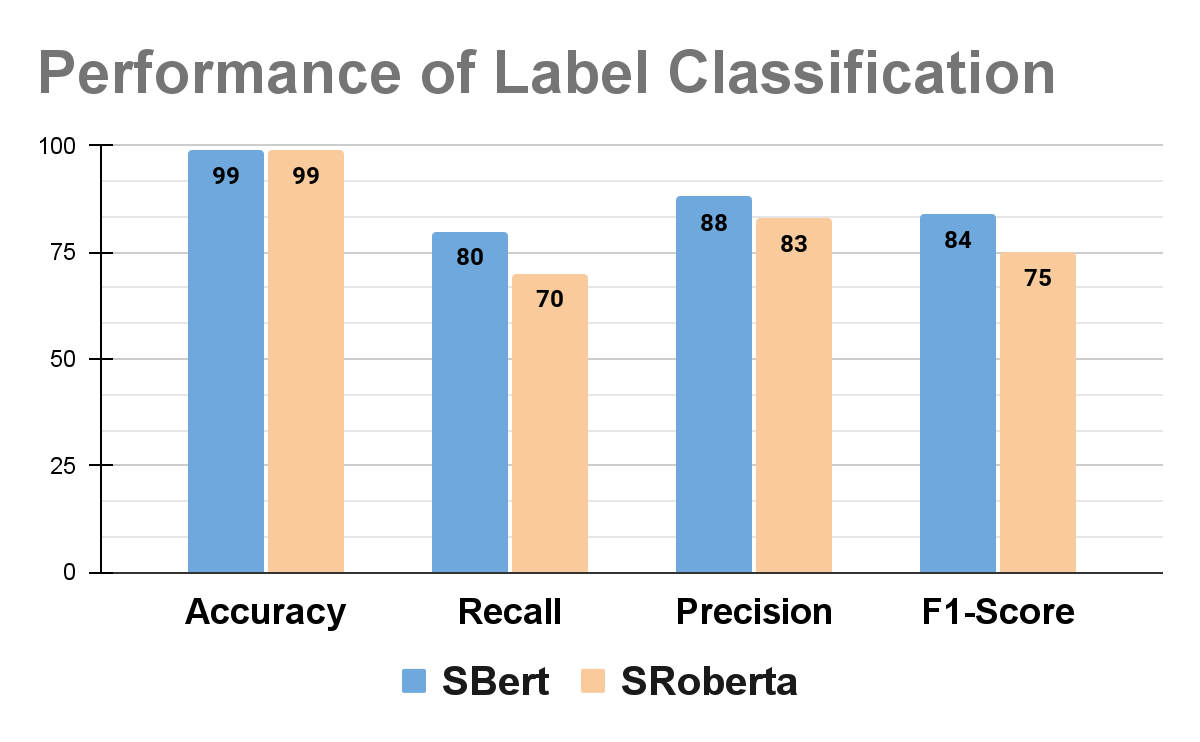 Performance of Label Classification
100
75
50
25
0
99
99
80
70
88
83
84
75
Accuracy
Recall
Precision
F1-Score
SBert
SRoberta